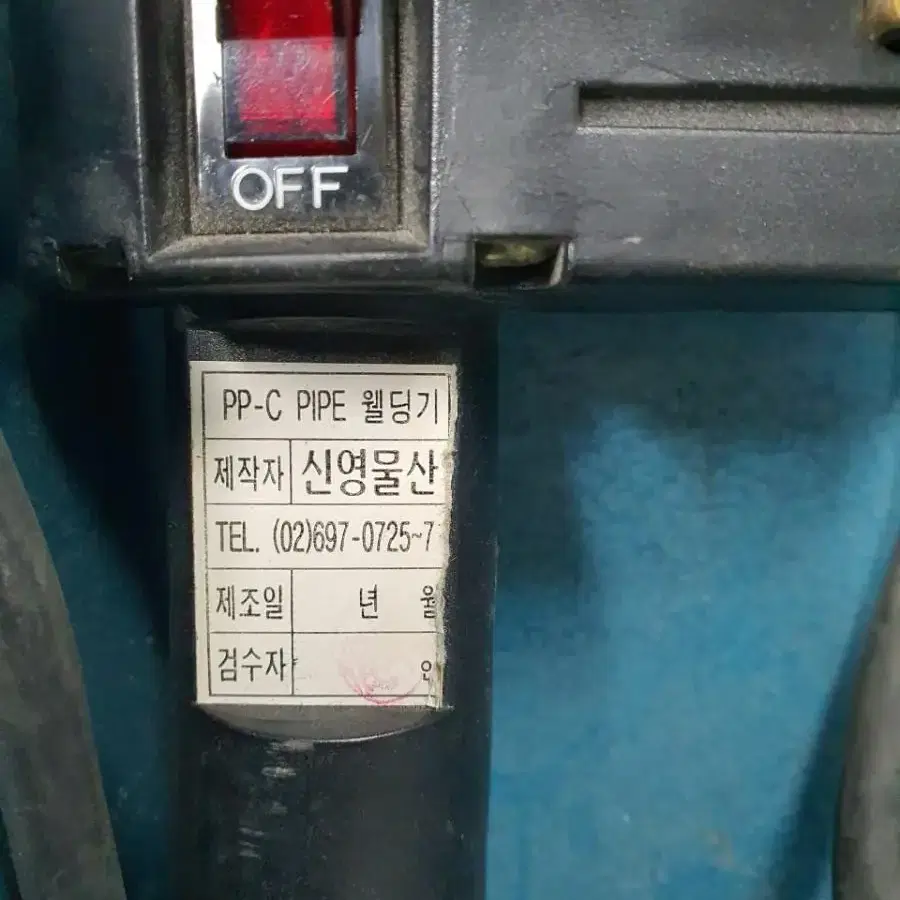 OFF
PP-C PIPE 웰딩기
제작자 신영물산
TEL. (02)697-0725~7
제조일 년 월
검수자 인